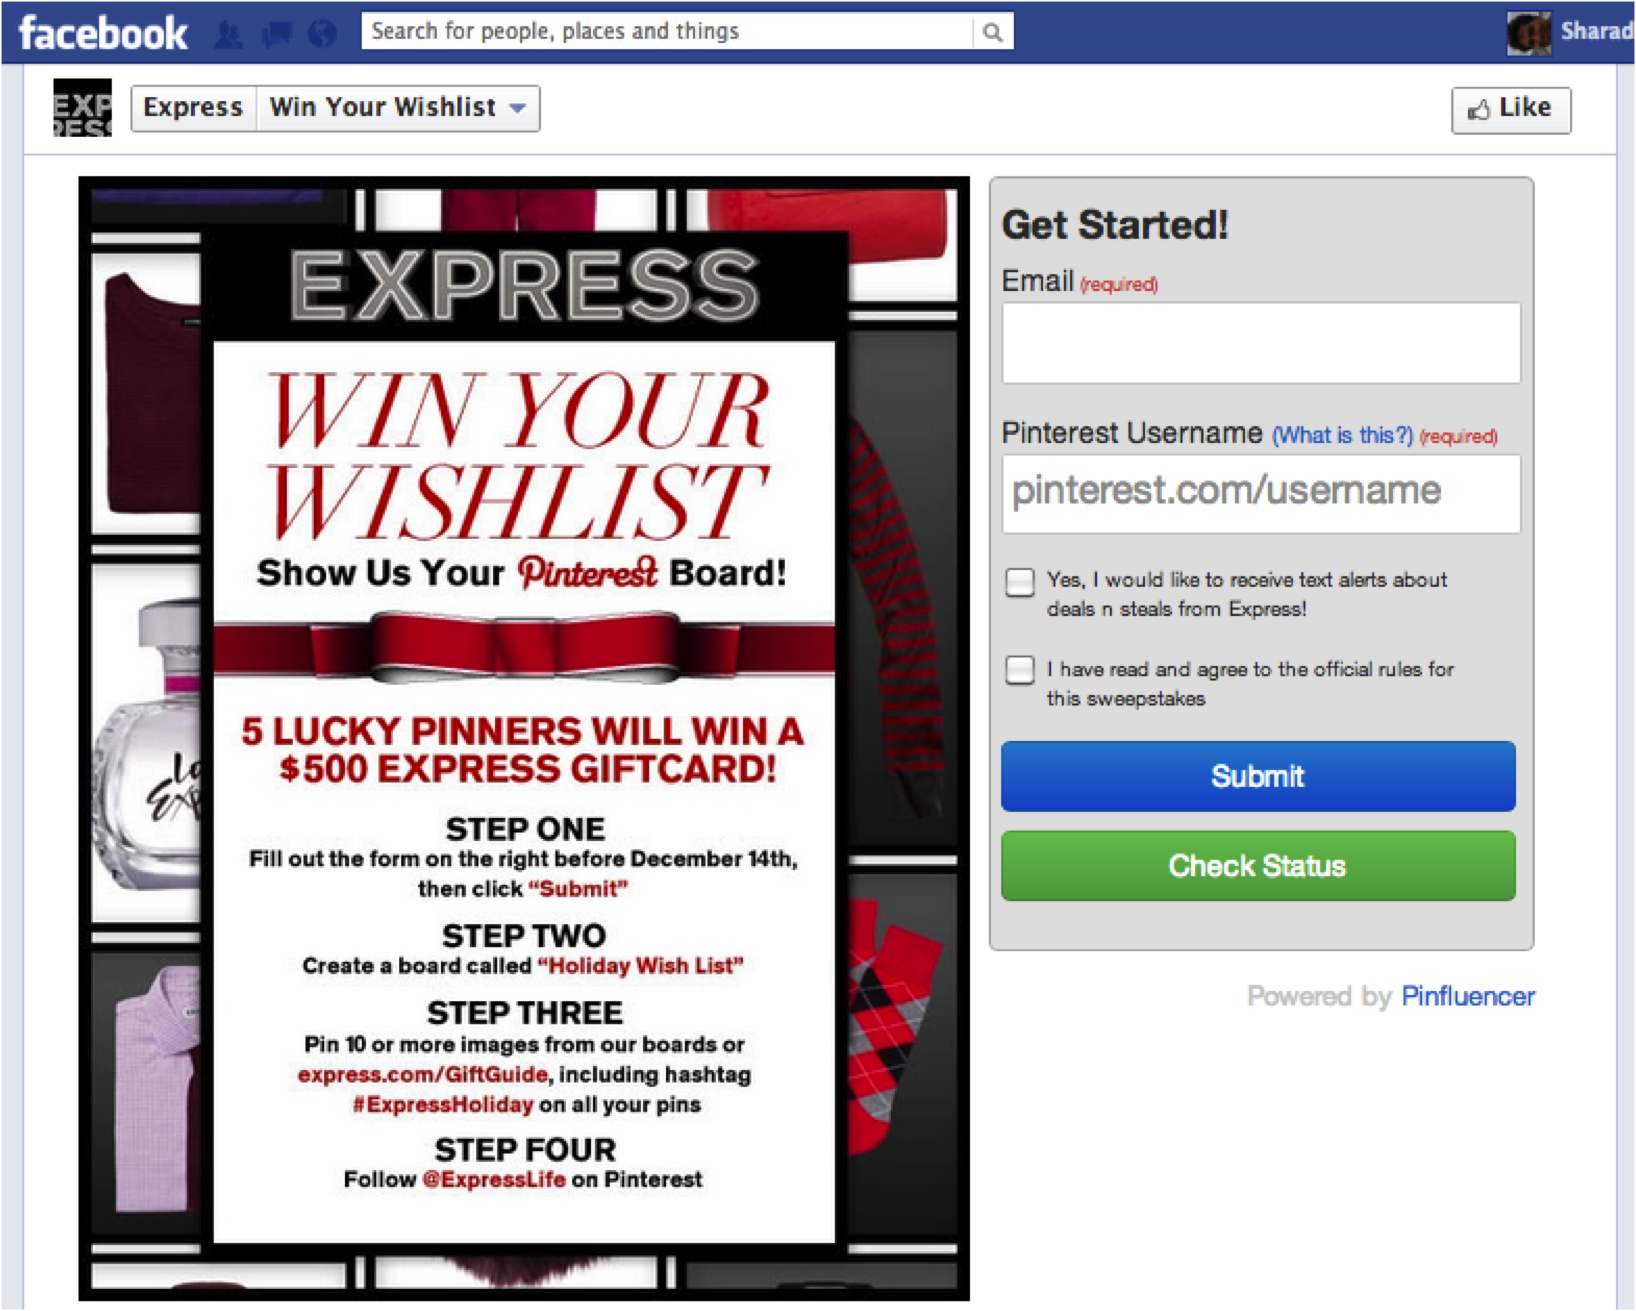 facebook
Search for people, places and things
Sharad
EXP
RESS
Express
Win Your Wishlist
Like
EXPRESS
WIN YOUR
WISHLIST
Show Us Your Pinterest Board!
5 LUCKY PINNERS WILL WIN A
$500 EXPRESS GIFTCARD!
STEP ONE
Fill out the form on the right before December 14th,
then click “Submit”
STEP TWO
Create a board called “Holiday Wish List”
STEP THREE
Pin 10 or more images from our boards or
express.com/GiftGuide, including hashtag
#ExpressHoliday on all your pins
STEP FOUR
Follow @ExpressLife on Pinterest
Get Started!
Email (required)
Pinterest Username (What is this?) (required)
pinterest.com/username
Yes, I would like to receive text alerts about
deals n steals from Express!
I have read and agree to the official rules for
this sweepstakes
Submit
Check Status
Powered by Pinfluencer